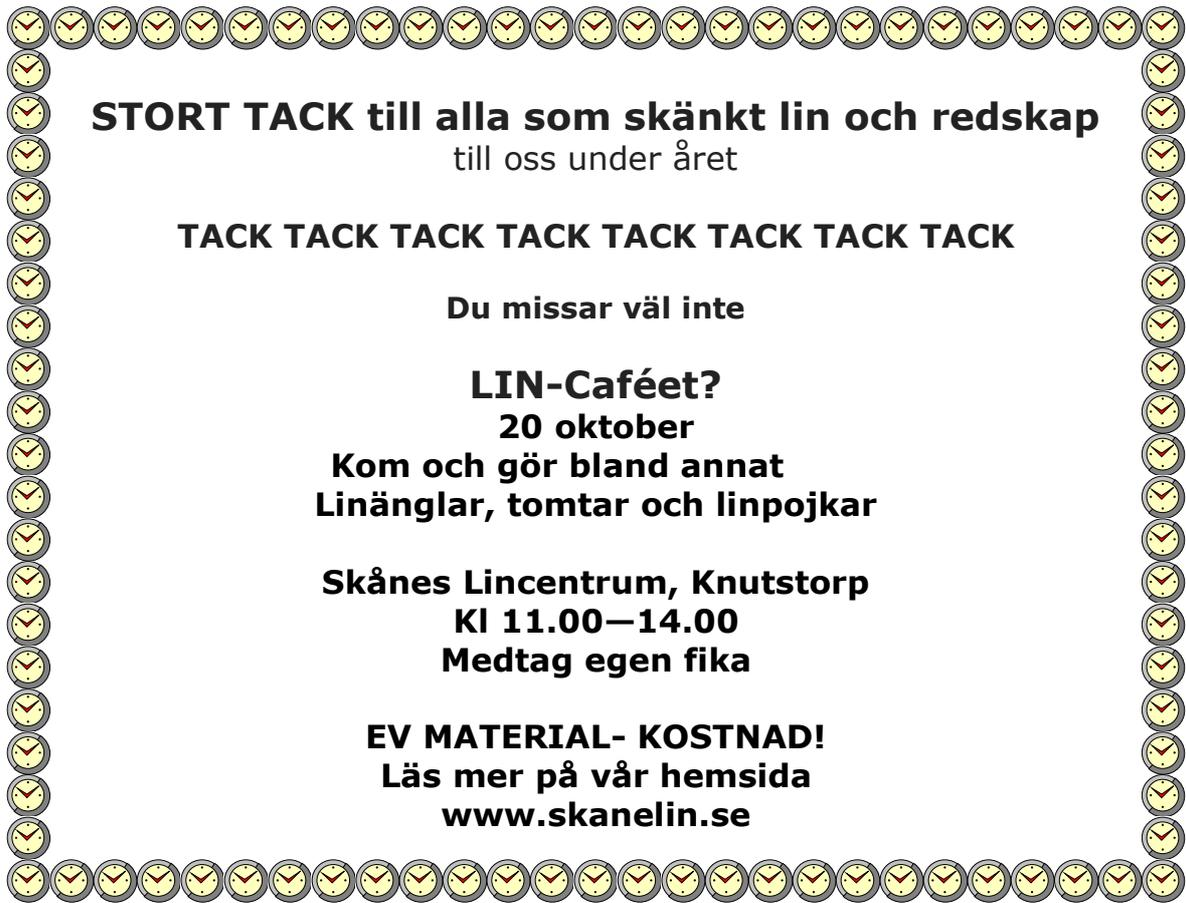 STORT TACK till alla som skänkt lin och redskap
till oss under året
TACK TACK TACK TACK TACK TACK TACK TACK
Du missar väl inte
LIN-Caféet?
20 oktober
Kom och gör bland annat
Linänglar, tomtar och linpojkar
Skånes Lincentrum, Knutstorp
Kl 11.00—14.00
Medtag egen fika
EV MATERIAL- KOSTNAD!
Läs mer på vår hemsida
www.skanelin.se